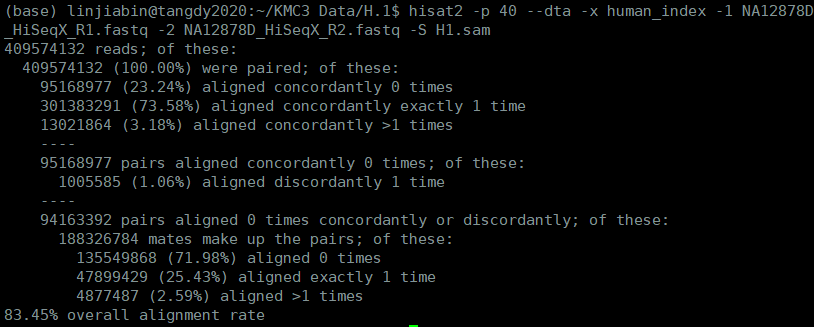 (base) linjiabin@tangdy2020:~/KMC3 Data/H.1$ hisat2 -p 40 --dta -x human_index -1 NA12878D
_HiSeqX_R1.fastq -2 NA12878D_HiSeqX_R2.fastq -S H1.sam
409574132 reads; of these:
  409574132 (100.00%) were paired; of these:
    95168977 (23.24%) aligned concordantly 0 times
    301383291 (73.58%) aligned concordantly exactly 1 time
    13021864 (3.18%) aligned concordantly >1 times
    ----
    95168977 pairs aligned concordantly 0 times; of these:
      1005585 (1.06%) aligned discordantly 1 time
    ----
    94163392 pairs aligned 0 times concordantly or discordantly; of these:
      188326784 mates make up the pairs; of these:
        135549868 (71.98%) aligned 0 times
        47899429 (25.43%) aligned exactly 1 time
        4877487 (2.59%) aligned >1 times
83.45% overall alignment rate